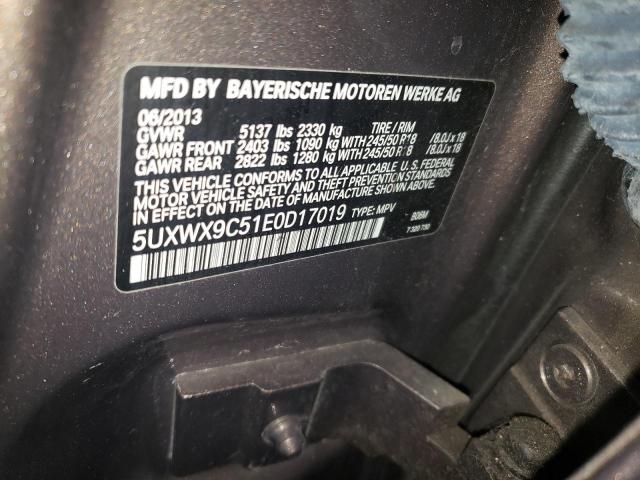 MFD BY BAYERISCHE MOTOREN WERKE AG
06/2013 TIRE / RIM
GVWR 5137 lbs 2330 kg
GAWR FRONT 2403 lbs 1090 kg WITH 245/50 R18 /8.0J x 18
GAWR REAR 2822 lbs 1280 kg WITH 245/50 R18 /8.0J x 18
THIS VEHICLE CONFORMS TO ALL APPLICABLE U.S. FEDERAL
MOTOR VEHICLE SAFETY AND THEFT PREVENTION STANDARDS
IN EFFECT ON THE DATE OF MANUFACTURE SHOWN ABOVE.
5UXWX9C51E0D17019 TYPE: MPV